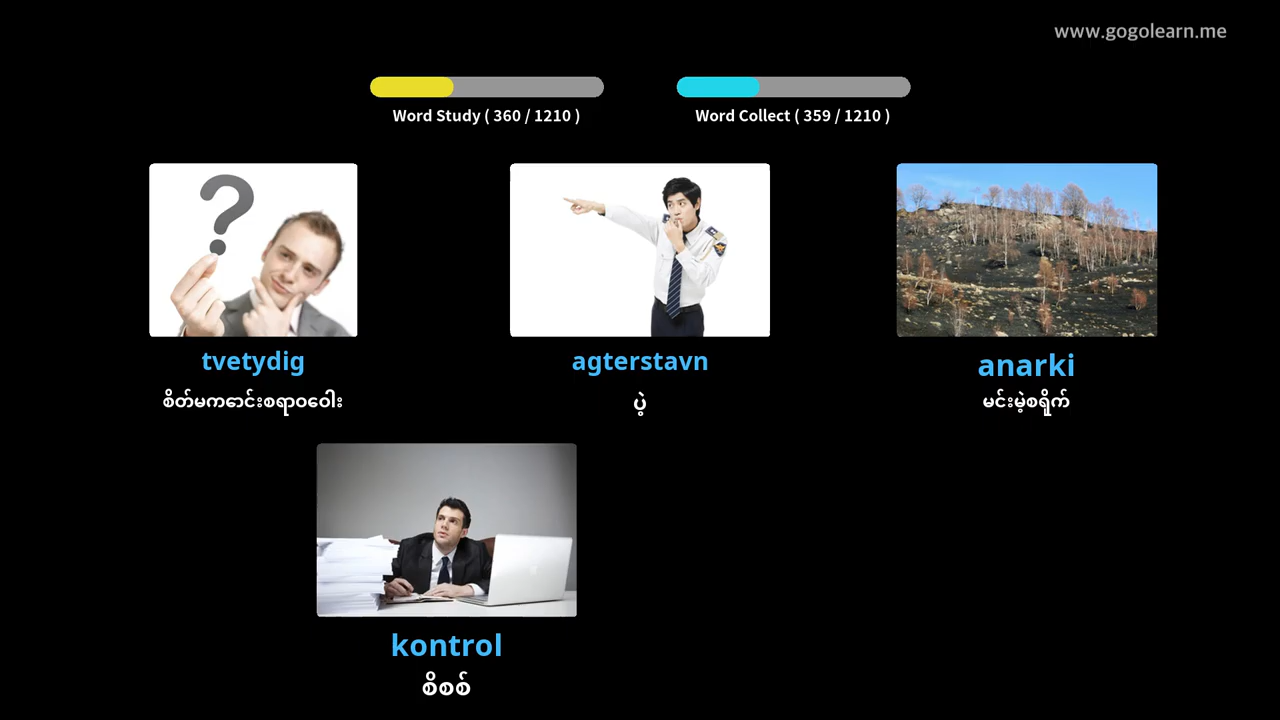 www.gogolearn.me
Word Study ( 360 / 1210 )
Word Collect ( 359 / 1210 )
?
tvetydig
agterstavn
anarki
စိတ်မကောင်းစရာဝဝေါး
ပဲ့
မင်းမဲ့စရိုက်
kontrol
စိစစ်